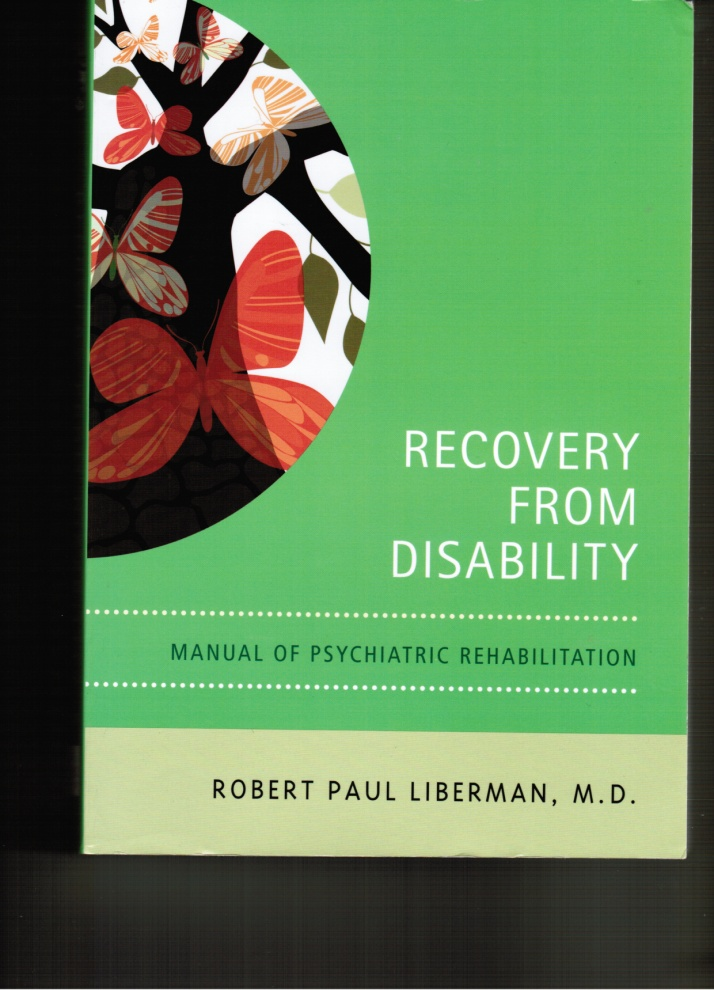 RECOVERY
FROM
DISABILITY
MANUAL OF PSYCHIATRIC REHABILITATION
ROBERT PAUL LIBERMAN, M.D.